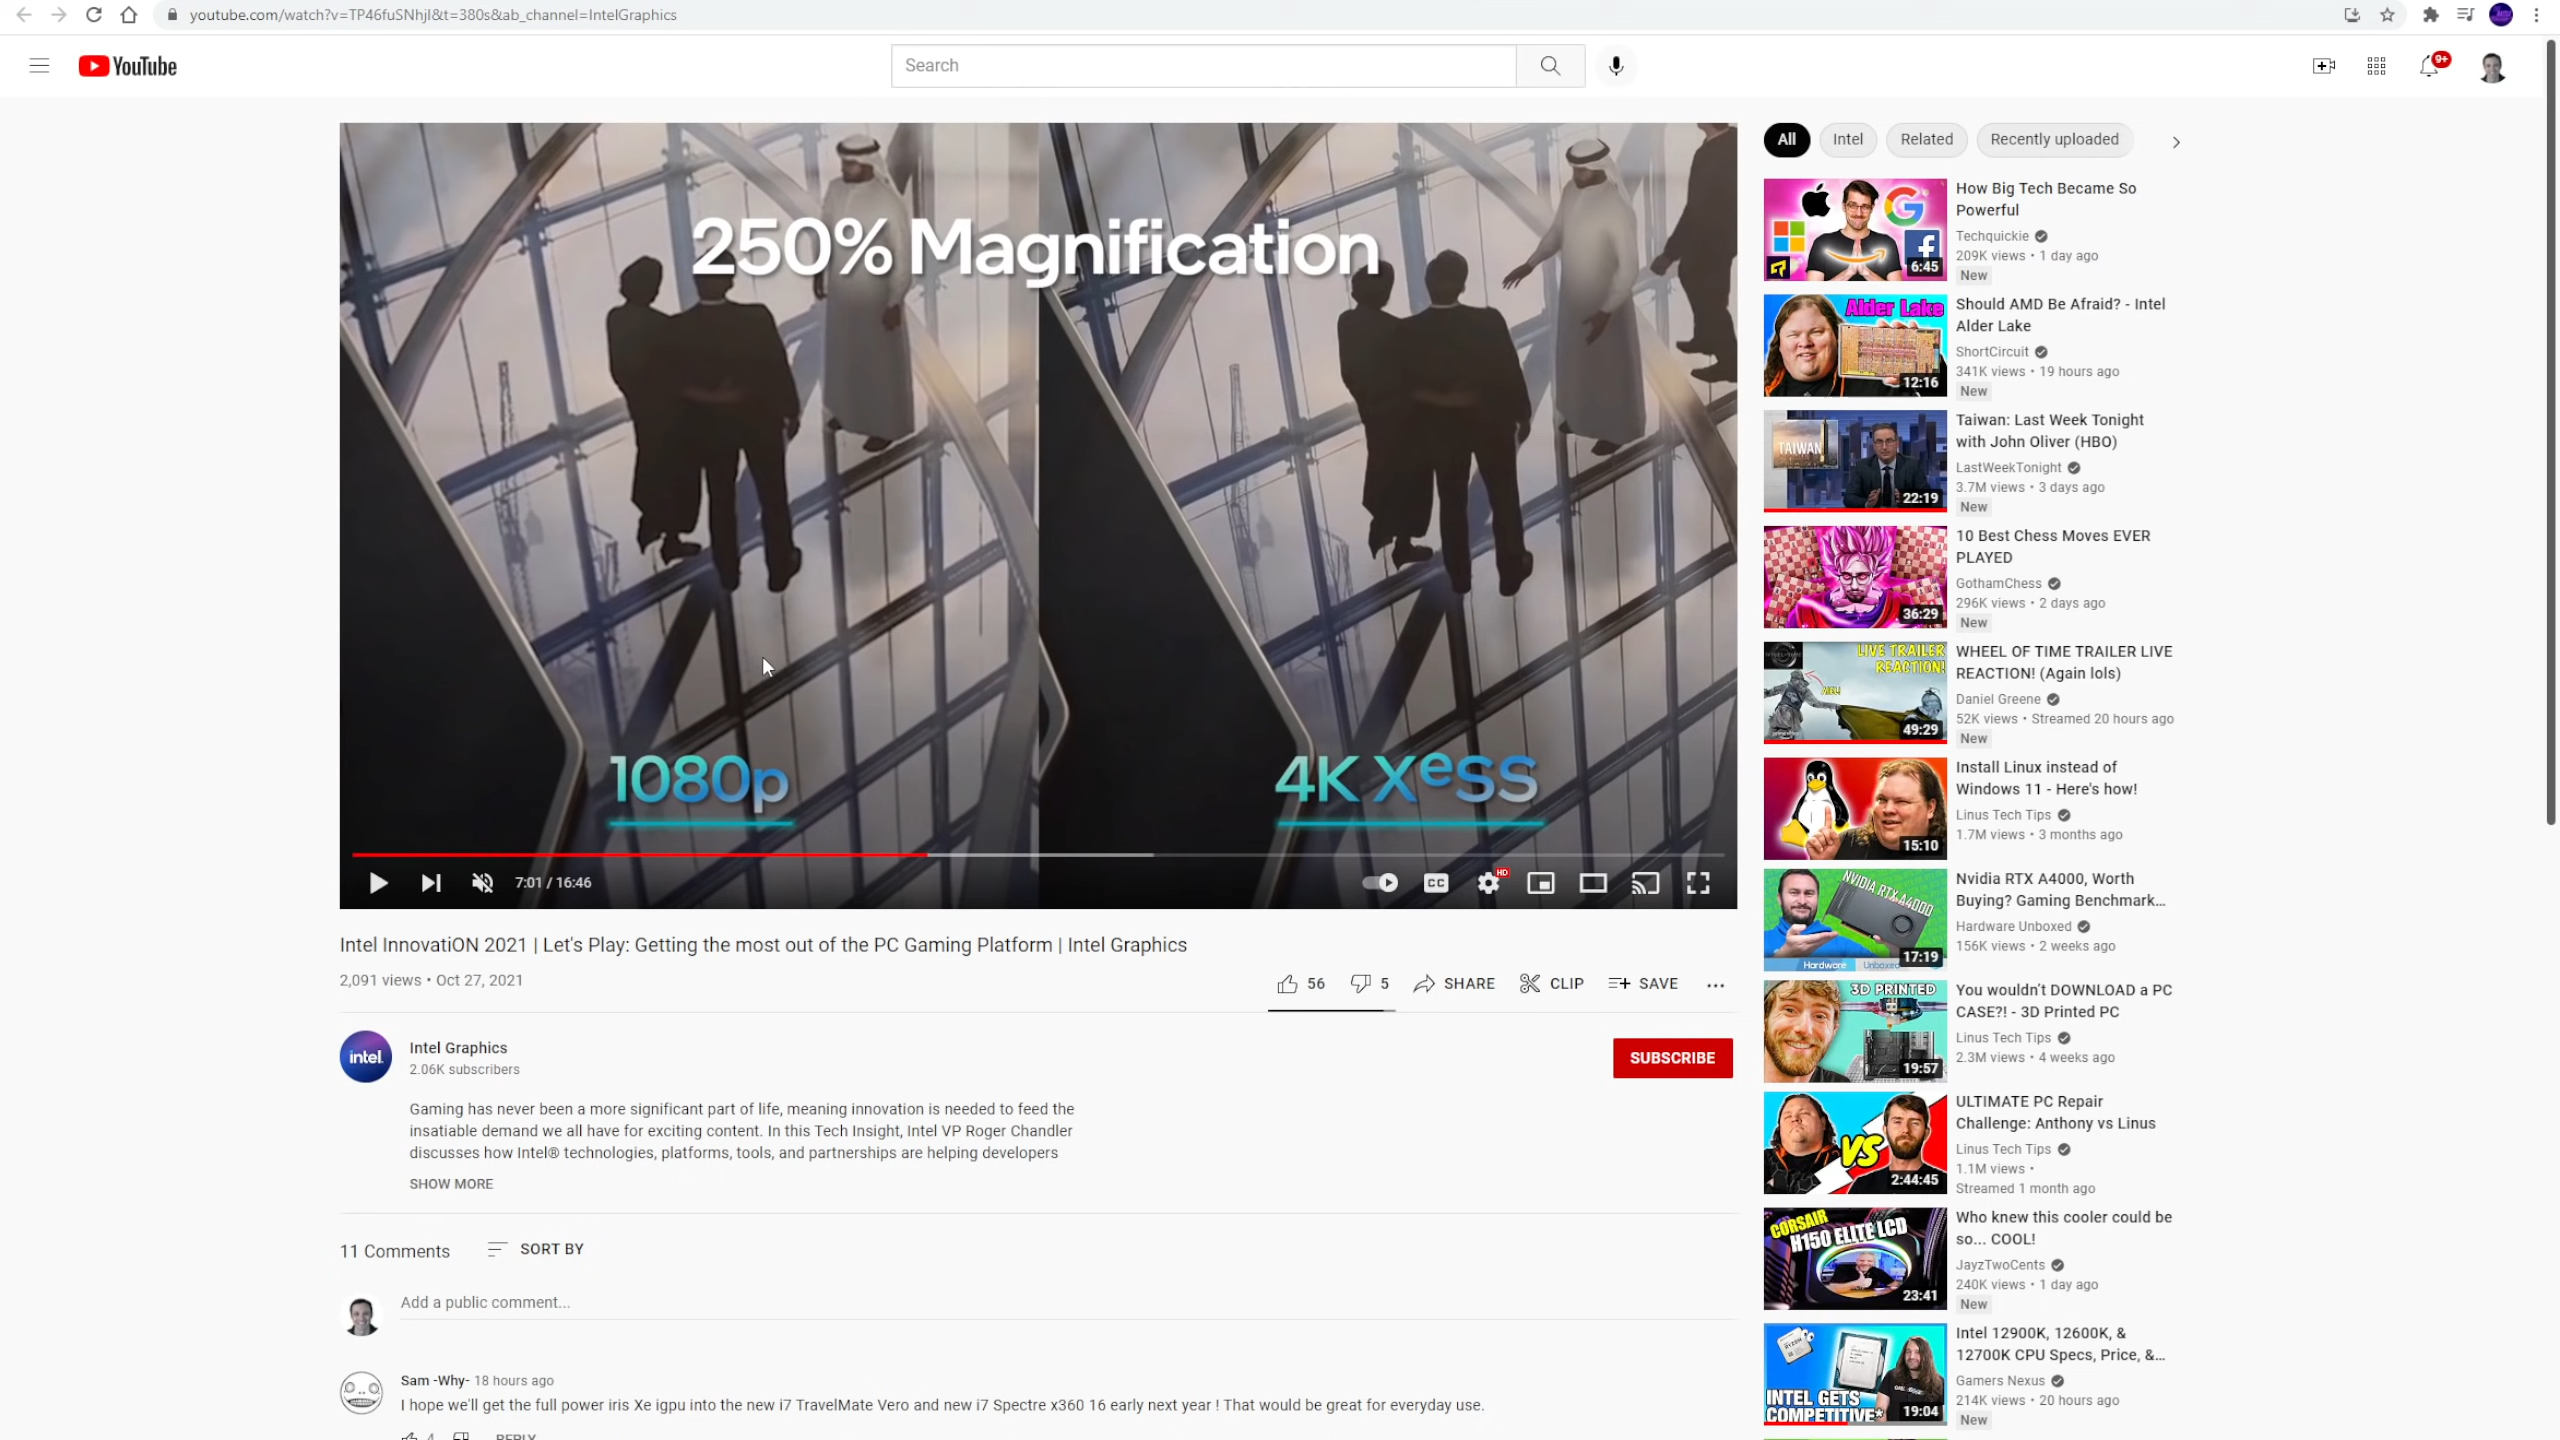 youtube.com/watch?v=TP46fuSNhjI&t=380s&ab_channel=IntelGraphics
YouTube
Search
9+
250% Magnification
1080p
4K XeSS
7:01 / 16:46
CC
HD
Intel InnovatiON 2021 | Let's Play: Getting the most out of the PC Gaming Platform | Intel Graphics
2,091 views • Oct 27, 2021
56
5
SHARE
CLIP
SAVE
intel.
Intel Graphics
2.06K subscribers
SUBSCRIBE
Gaming has never been a more significant part of life, meaning innovation is needed to feed the
insatiable demand we all have for exciting content. In this Tech Insight, Intel VP Roger Chandler
discusses how Intel® technologies, platforms, tools, and partnerships are helping developers
SHOW MORE
11 Comments
SORT BY
Add a public comment...
Sam -Why- 18 hours ago
I hope we'll get the full power iris Xe igpu into the new i7 TravelMate Vero and new i7 Spectre x360 16 early next year ! That would be great for everyday use.
4
REPLY
All
Intel
Related
Recently uploaded
6:45
How Big Tech Became So
Powerful
Techquickie
209K views • 1 day ago
New
Alder Lake
12:16
Should AMD Be Afraid? - Intel
Alder Lake
ShortCircuit
341K views • 19 hours ago
New
TAIWAN
22:19
Taiwan: Last Week Tonight
with John Oliver (HBO)
LastWeekTonight
3.7M views • 3 days ago
New
36:29
10 Best Chess Moves EVER
PLAYED
GothamChess
296K views • 2 days ago
New
LIVE TRAILER
REACTION!
49:29
WHEEL OF TIME TRAILER LIVE
REACTION! (Again lols)
Daniel Greene
52K views • Streamed 20 hours ago
New
15:10
Install Linux instead of
Windows 11 - Here's how!
Linus Tech Tips
1.7M views • 3 months ago
NVIDIA RTX A4000
Hardware Unboxed
17:19
Nvidia RTX A4000, Worth
Buying? Gaming Benchmark...
Hardware Unboxed
156K views • 2 weeks ago
3D PRINTED
19:57
You wouldn't DOWNLOAD a PC
CASE?! - 3D Printed PC
Linus Tech Tips
2.3M views • 4 weeks ago
VS
2:44:45
ULTIMATE PC Repair
Challenge: Anthony vs Linus
Linus Tech Tips
1.1M views •
Streamed 1 month ago
CORSAIR
H150 ELITE LCD
23:41
Who knew this cooler could be
so... COOL!
JayzTwoCents
240K views • 1 day ago
New
RYZEN
INTEL GETS
COMPETITIVE*
19:04
Intel 12900K, 12600K, &
12700K CPU Specs, Price, &...
Gamers Nexus
214K views • 20 hours ago
New